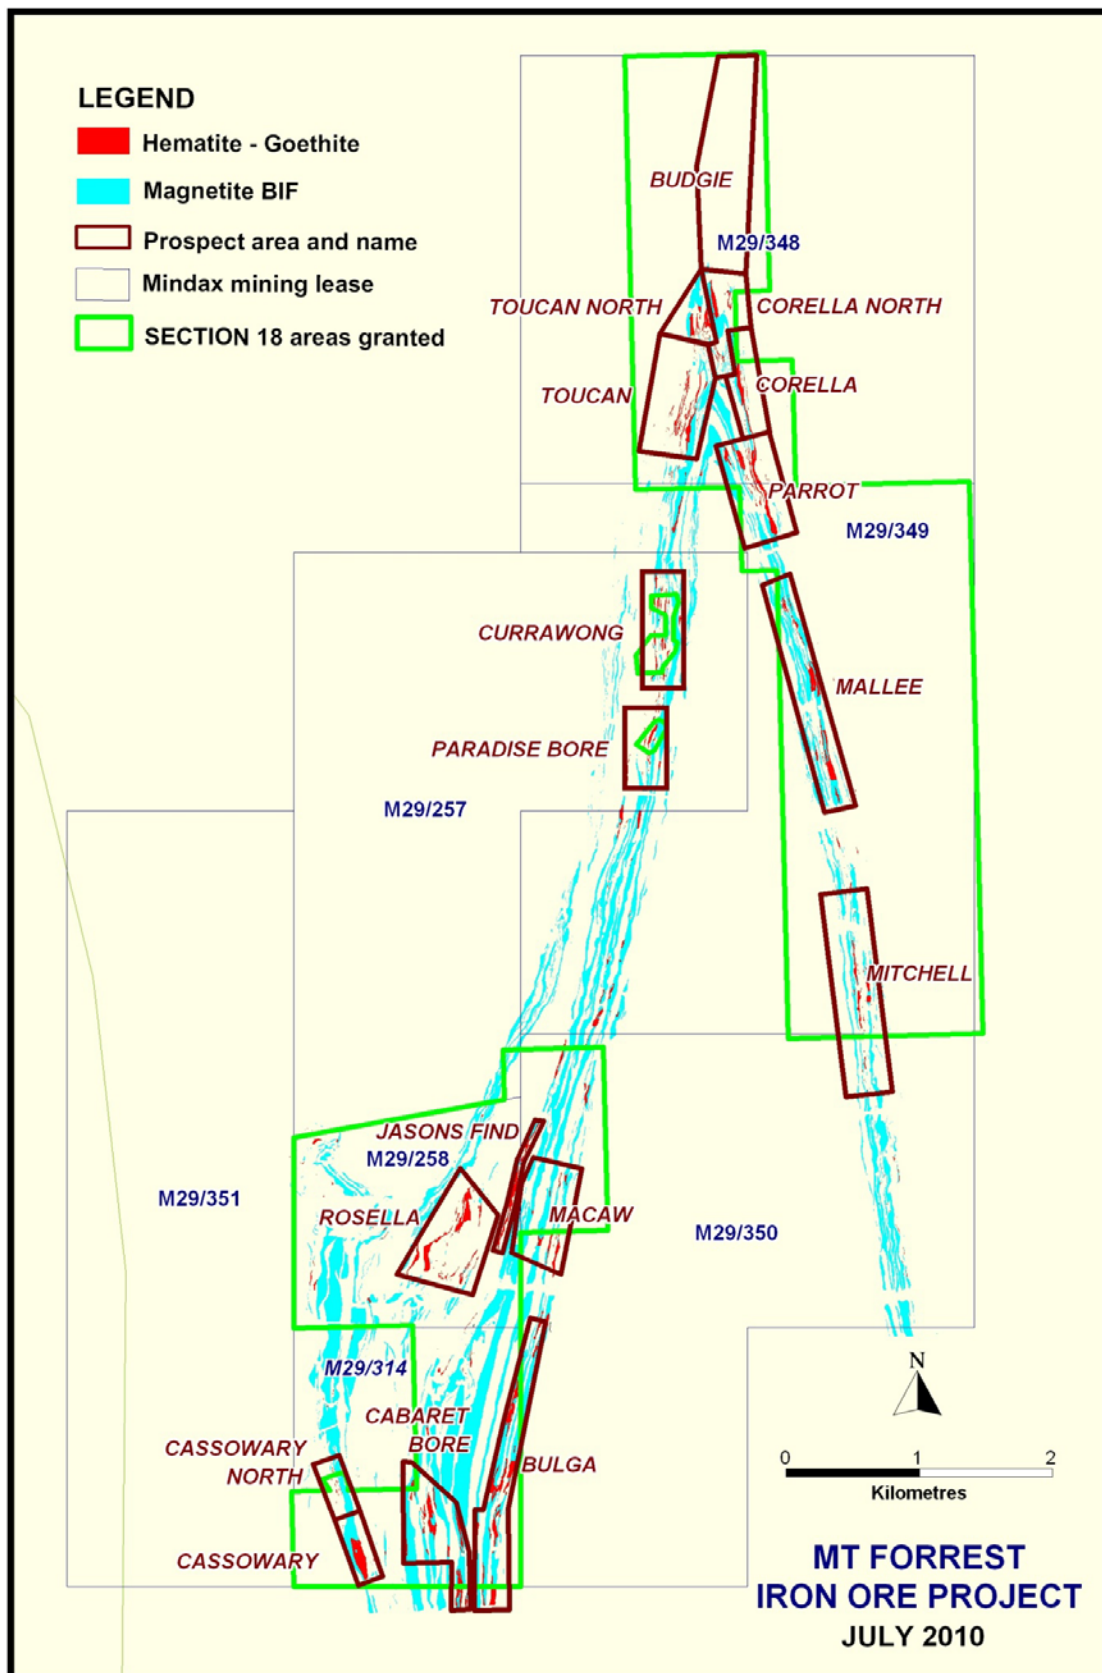 LEGEND
Hematite - Goethite
Magnetite BIF
Prospect area and name
Mindax mining lease
SECTION 18 areas granted
BUDGIE
M29/348
TOUCAN NORTH
CORELLA NORTH
TOUCAN
CORELLA
PARROT
M29/349
CURRAWONG
MALLEE
PARADISE BORE
M29/257
MITCHELL
JASONS FIND
M29/258
M29/351
ROSELLA
MACAW
M29/350
M29/314
N
CABARET
BORE
CASSOWARY
NORTH
BULGA
0 1 2
Kilometres
CASSOWARY
MT FORREST
IRON ORE PROJECT
JULY 2010